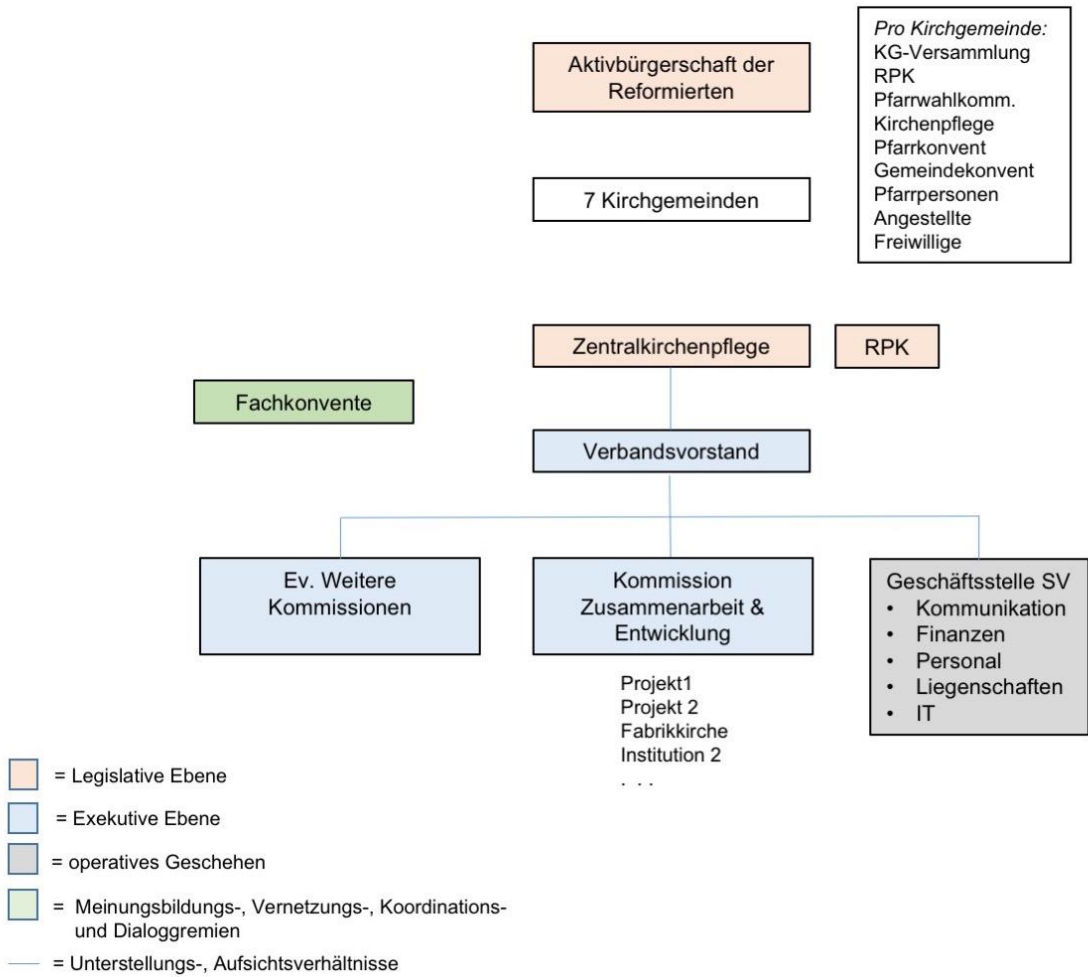 Aktivbürgerschaft der
Reformierten
Pro Kirchgemeinde:
KG-Versammlung
RPK
Pfarrwahlkomm.
Kirchenpflege
Pfarrkonvent
Gemeindekonvent
Pfarrpersonen
Angestellte
Freiwillige
7 Kirchgemeinden
Zentralkirchenpflege
RPK
Fachkonvente
Verbandsvorstand
Ev. Weitere
Kommissionen
Kommission
Zusammenarbeit &
Entwicklung
Projekt1
Projekt 2
Fabrikkirche
Institution 2
. . .
Geschäftsstelle SV
• Kommunikation
• Finanzen
• Personal
• Liegenschaften
• IT
= Legislative Ebene
= Exekutive Ebene
= operatives Geschehen
= Meinungsbildungs-, Vernetzungs-, Koordinations-
und Dialoggremien
= Unterstellungs-, Aufsichtsverhältnisse